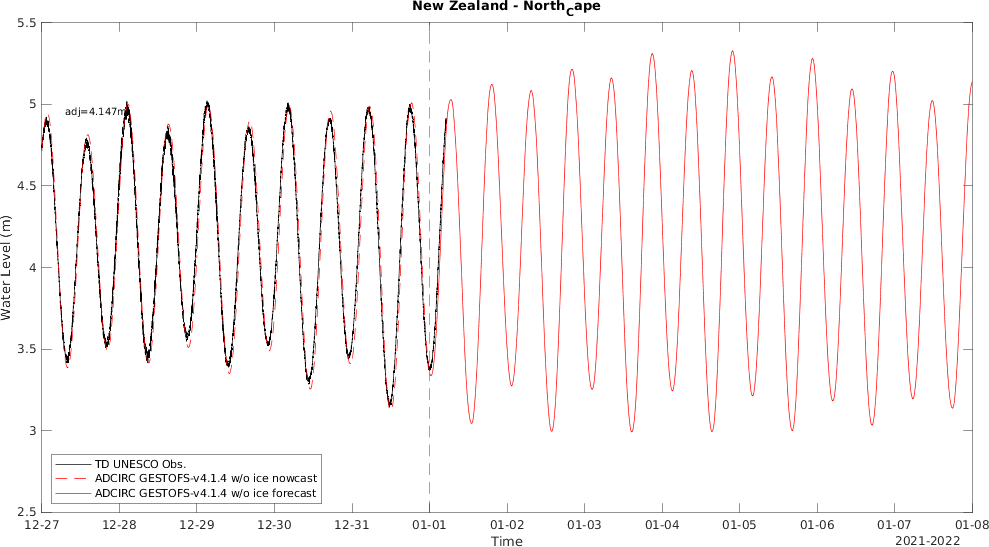 New Zealand - NorthCape
5.5
adj=4.147m
5
4.5
4
3.5
3
2.5
Water Level (m)
TD UNESCO Obs.
ADCIRC GESTOFS-v4.1.4 w/o ice nowcast
ADCIRC GESTOFS-v4.1.4 w/o ice forecast
12-27 12-28 12-29 12-30 12-31 01-01 01-02 01-03 01-04 01-05 01-06 01-07 01-08
Time
2021-2022